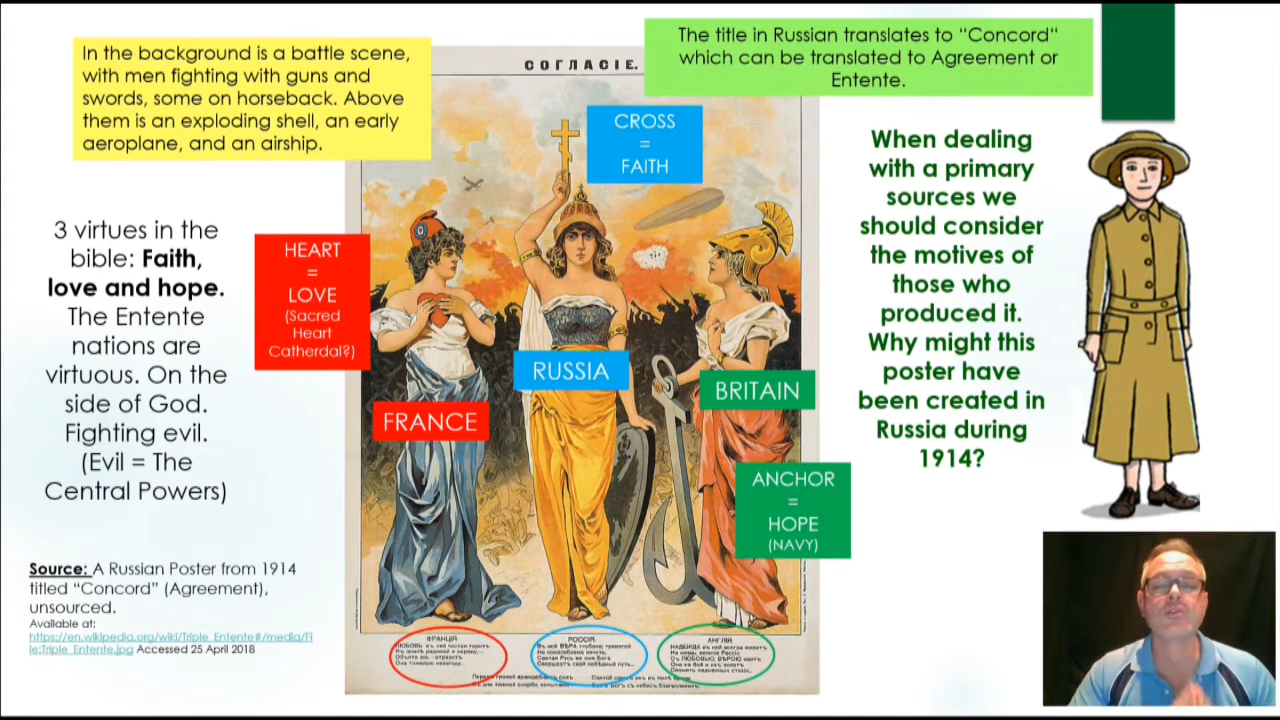 In the background is a battle scene,
with men fighting with guns and
swords, some on horseback. Above
them is an exploding shell, an early
aeroplane, and an airship.
СОГЛАСІЕ.
The title in Russian translates to “Concord“
which can be translated to Agreement or
Entente.
CROSS
=
FAITH
3 virtues in the
bible: Faith,
love and hope.
The Entente
nations are
virtuous. On the
side of God.
Fighting evil.
(Evil = The
Central Powers)
HEART
=
LOVE
(Sacred
Heart
Catherdal?)
FRANCE
RUSSIA
BRITAIN
ANCHOR
=
HOPE
(NAVY)
When dealing
with a primary
sources we
should consider
the motives of
those who
produced it.
Why might this
poster have
been created in
Russia during
1914?
Source: A Russian Poster from 1914
titled “Concord” (Agreement),
unsourced.
Available at:
https://en.wikipedia.org/wiki/Triple_Entente#/media/Fi
le:Triple_Entente.jpg Accessed 25 April 2018
ФРАНЦІЯ
ЛЮБОВЬ
РОССІЯ.
ВѢРА
АНГЛІЯ
НАДЕЖДА